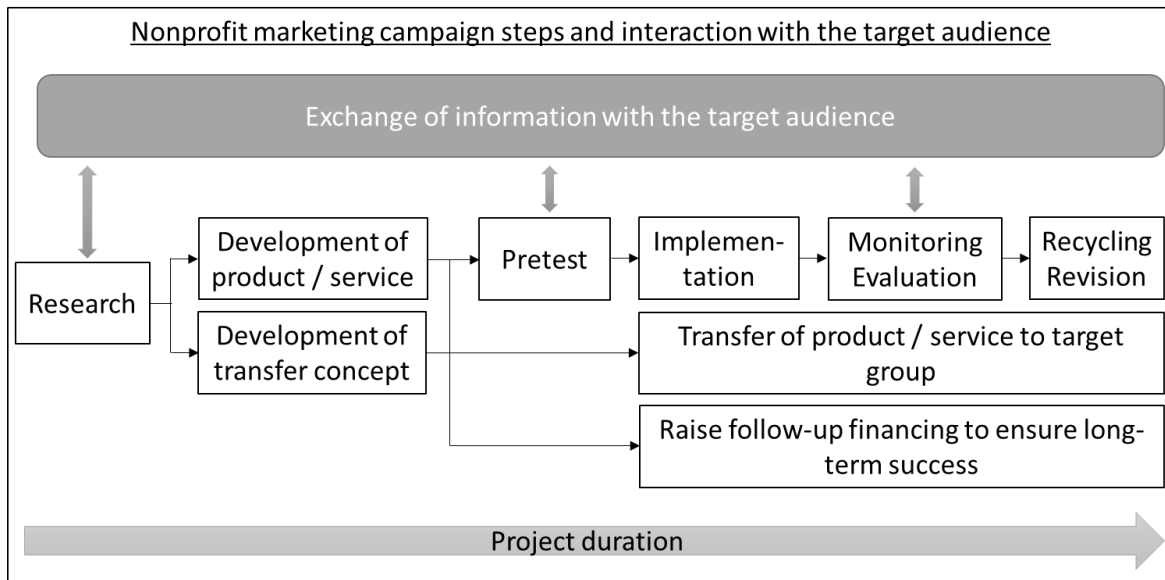 Nonprofit marketing campaign steps and interaction with the target audience
Exchange of information with the target audience
Research
Development of
product / service
Development of
transfer concept
Pretest
Implemen-
tation
Monitoring
Evaluation
Recycling
Revision
Transfer of product / service to target
group
Raise follow-up financing to ensure long-
term success
Project duration